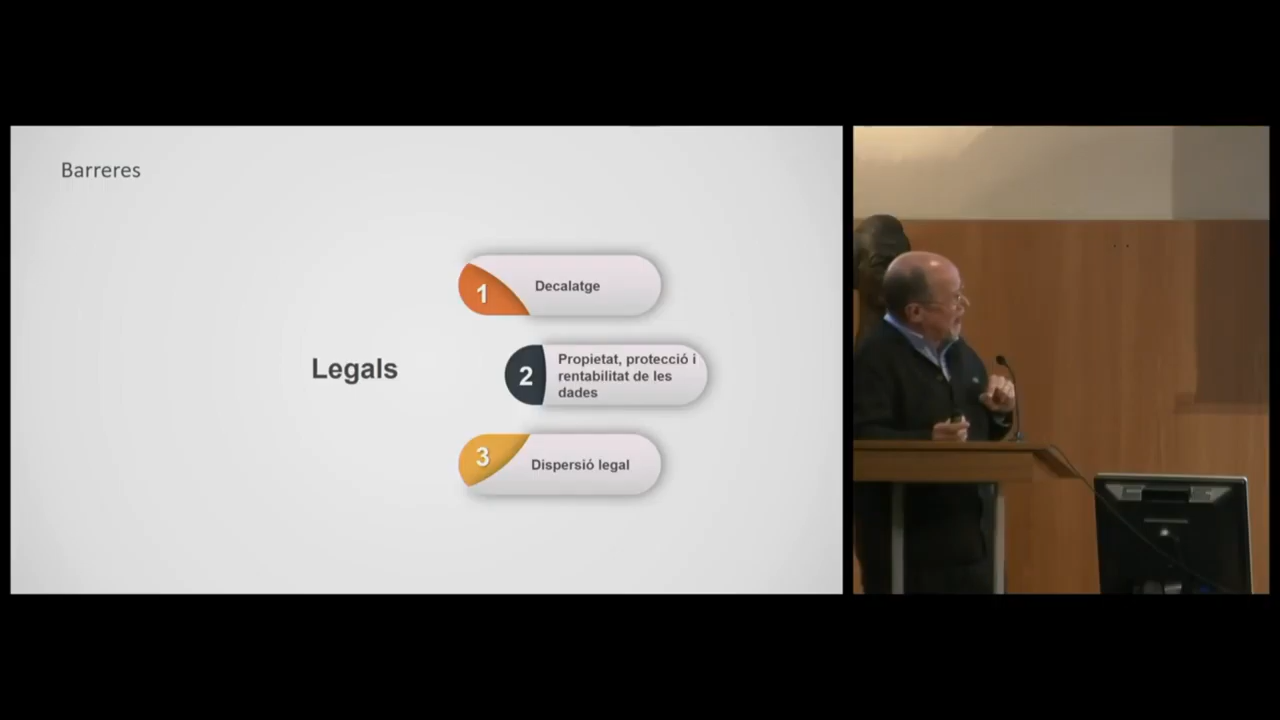 Barreres
Legals
1
Decalatge
2
Propietat, protecció i
rentabilitat de les
dades
3
Dispersió legal